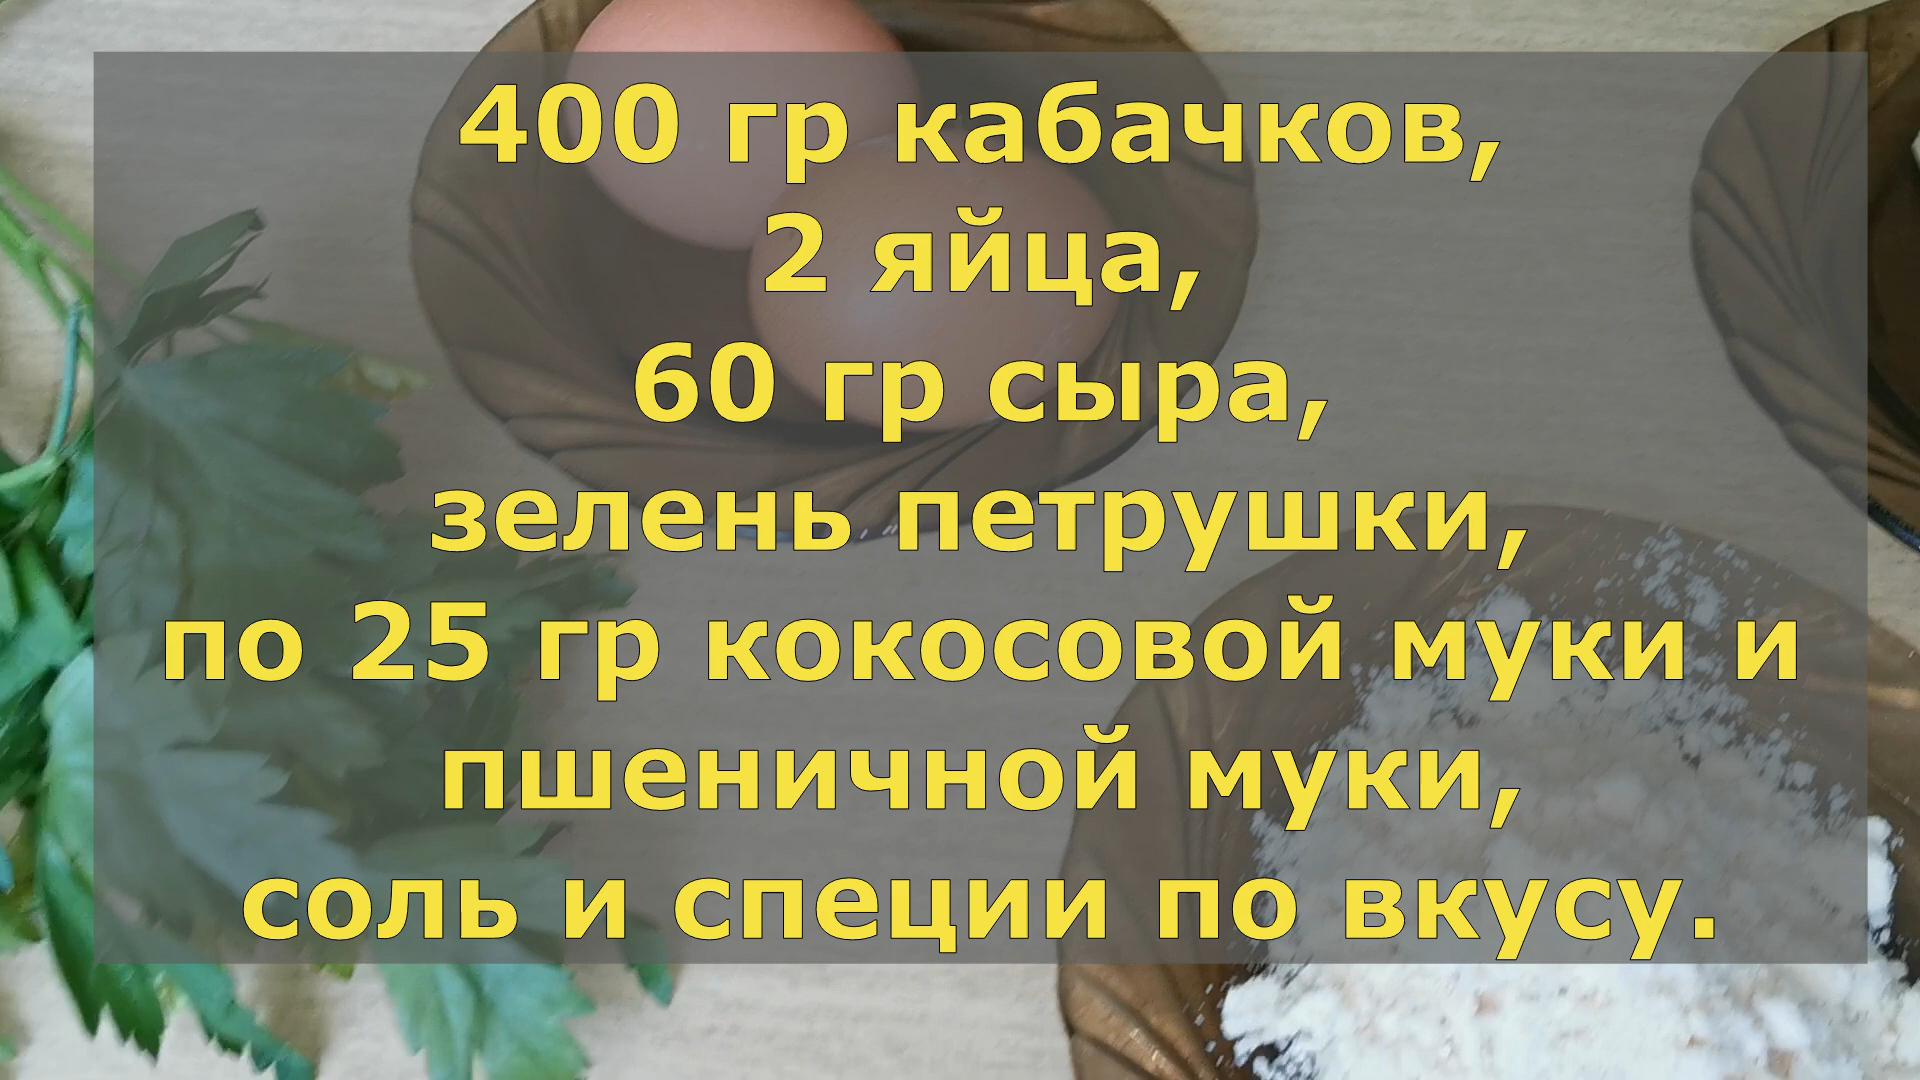 400 гр кабачков,
2 яйца,
60 гр сыра,
зелень петрушки,
по 25 гр кокосовой муки и
пшеничной муки,
соль и специи по вкусу.